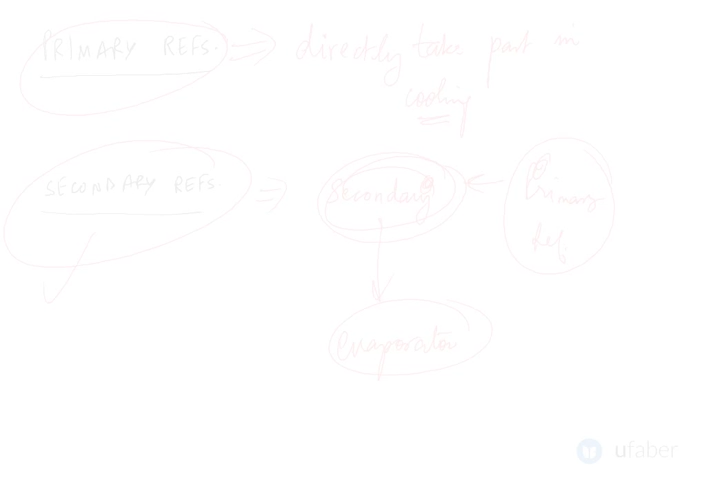 PRIMARY REFS. ⇒ directly take part in
cooling
SECONDARY REFS. ⇒ Secondary ← Primary
Ref.
evaporator
ufaber